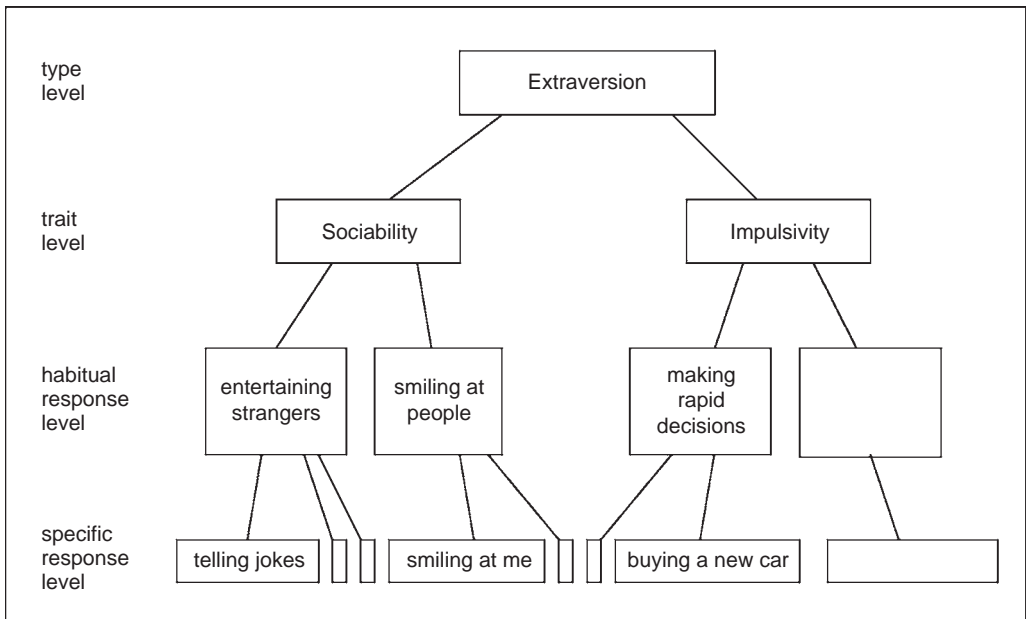 type
level
Extraversion
trait
level
Sociability
Impulsivity
habitual
response
level
entertaining
strangers
smiling at
people
making
rapid
decisions
specific
response
level
telling jokes
smiling at me
buying a new car